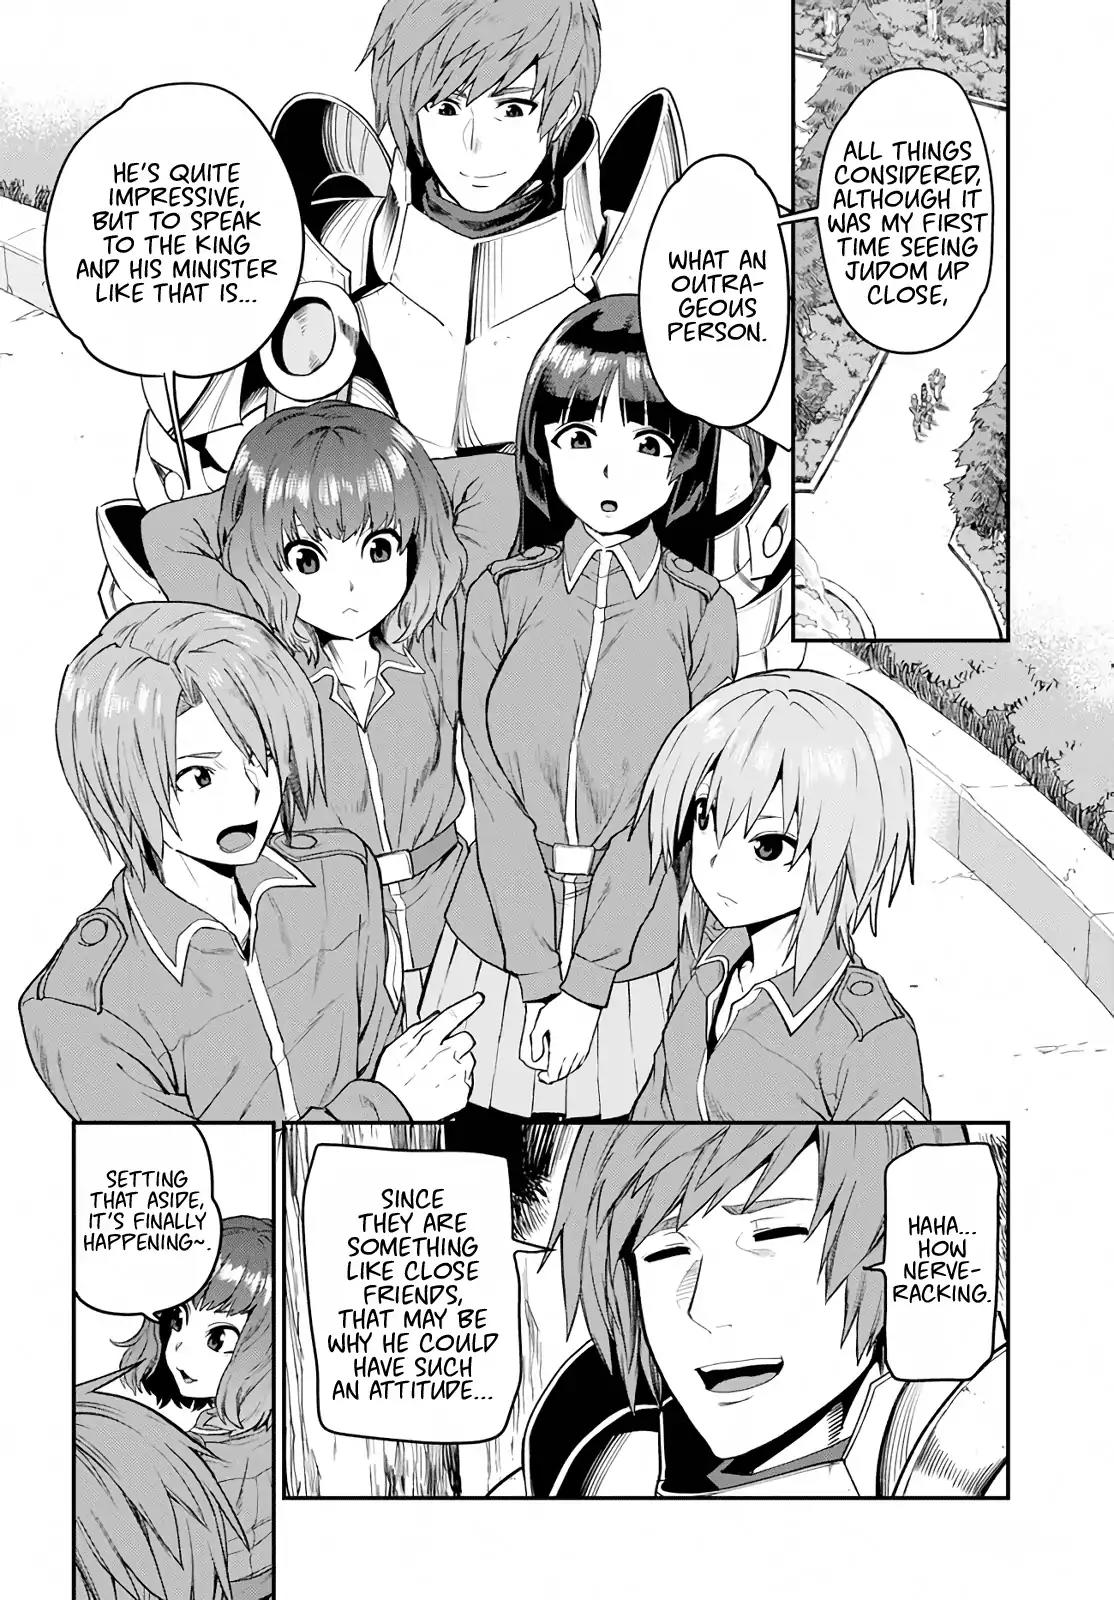 ALL THINGS
CONSIDERED,
ALTHOUGH IT
WAS MY FIRST
TIME SEEING
JUDOM UP
CLOSE,
WHAT AN
OUTRA-
GEOUS
PERSON.
HE'S QUITE
IMPRESSIVE,
BUT TO SPEAK
TO THE KING
AND HIS MINISTER
LIKE THAT IS...
HAHA...
HOW
NERVE-
RACKING.
SINCE
THEY ARE
SOMETHING
LIKE CLOSE
FRIENDS,
THAT MAY BE
WHY HE COULD
HAVE SUCH
AN ATTITUDE...
SETTING
THAT ASIDE,
IT'S FINALLY
HAPPENING~.